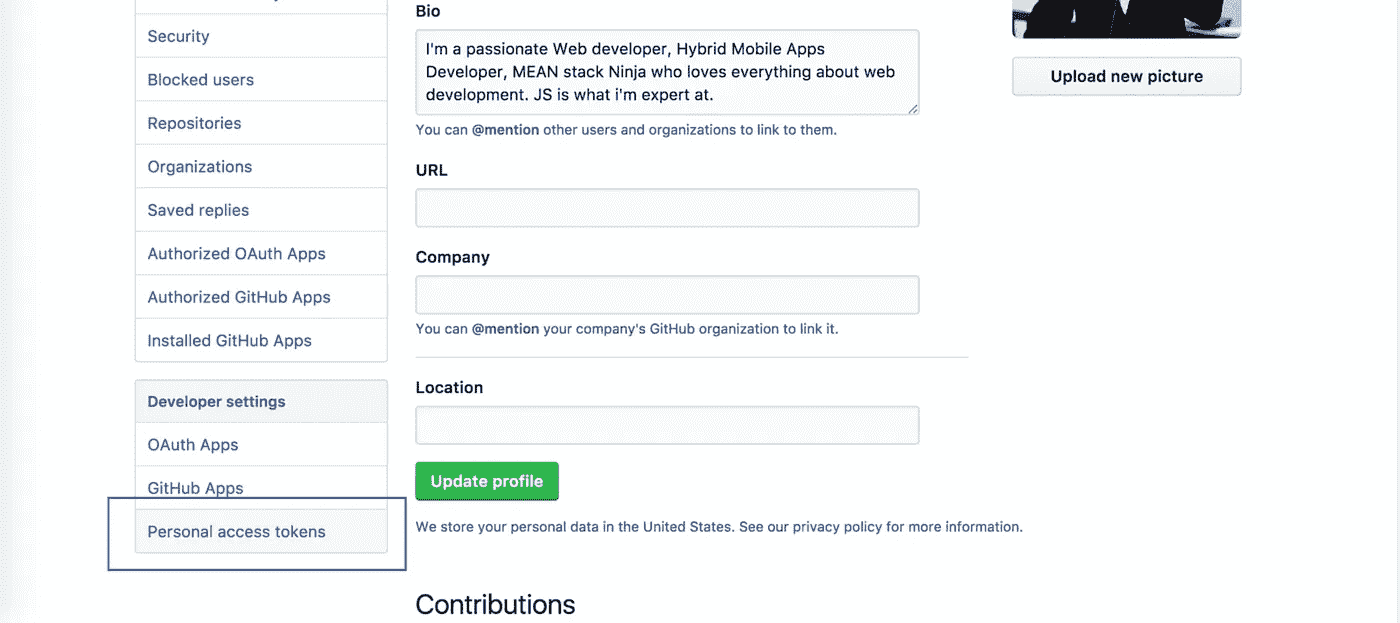 Security
Blocked users
Repositories
Organizations
Saved replies
Authorized OAuth Apps
Authorized GitHub Apps
Installed GitHub Apps
Developer settings
OAuth Apps
GitHub Apps
Personal access tokens
Bio
I'm a passionate Web developer, Hybrid Mobile Apps
Developer, MEAN stack Ninja who loves everything about web
development. JS is what i'm expert at.
You can @mention other users and organizations to link to them.
URL
Company
You can @mention your company's GitHub organization to link it.
Location
Update profile
We store your personal data in the United States. See our privacy policy for more information.
Contributions
Upload new picture